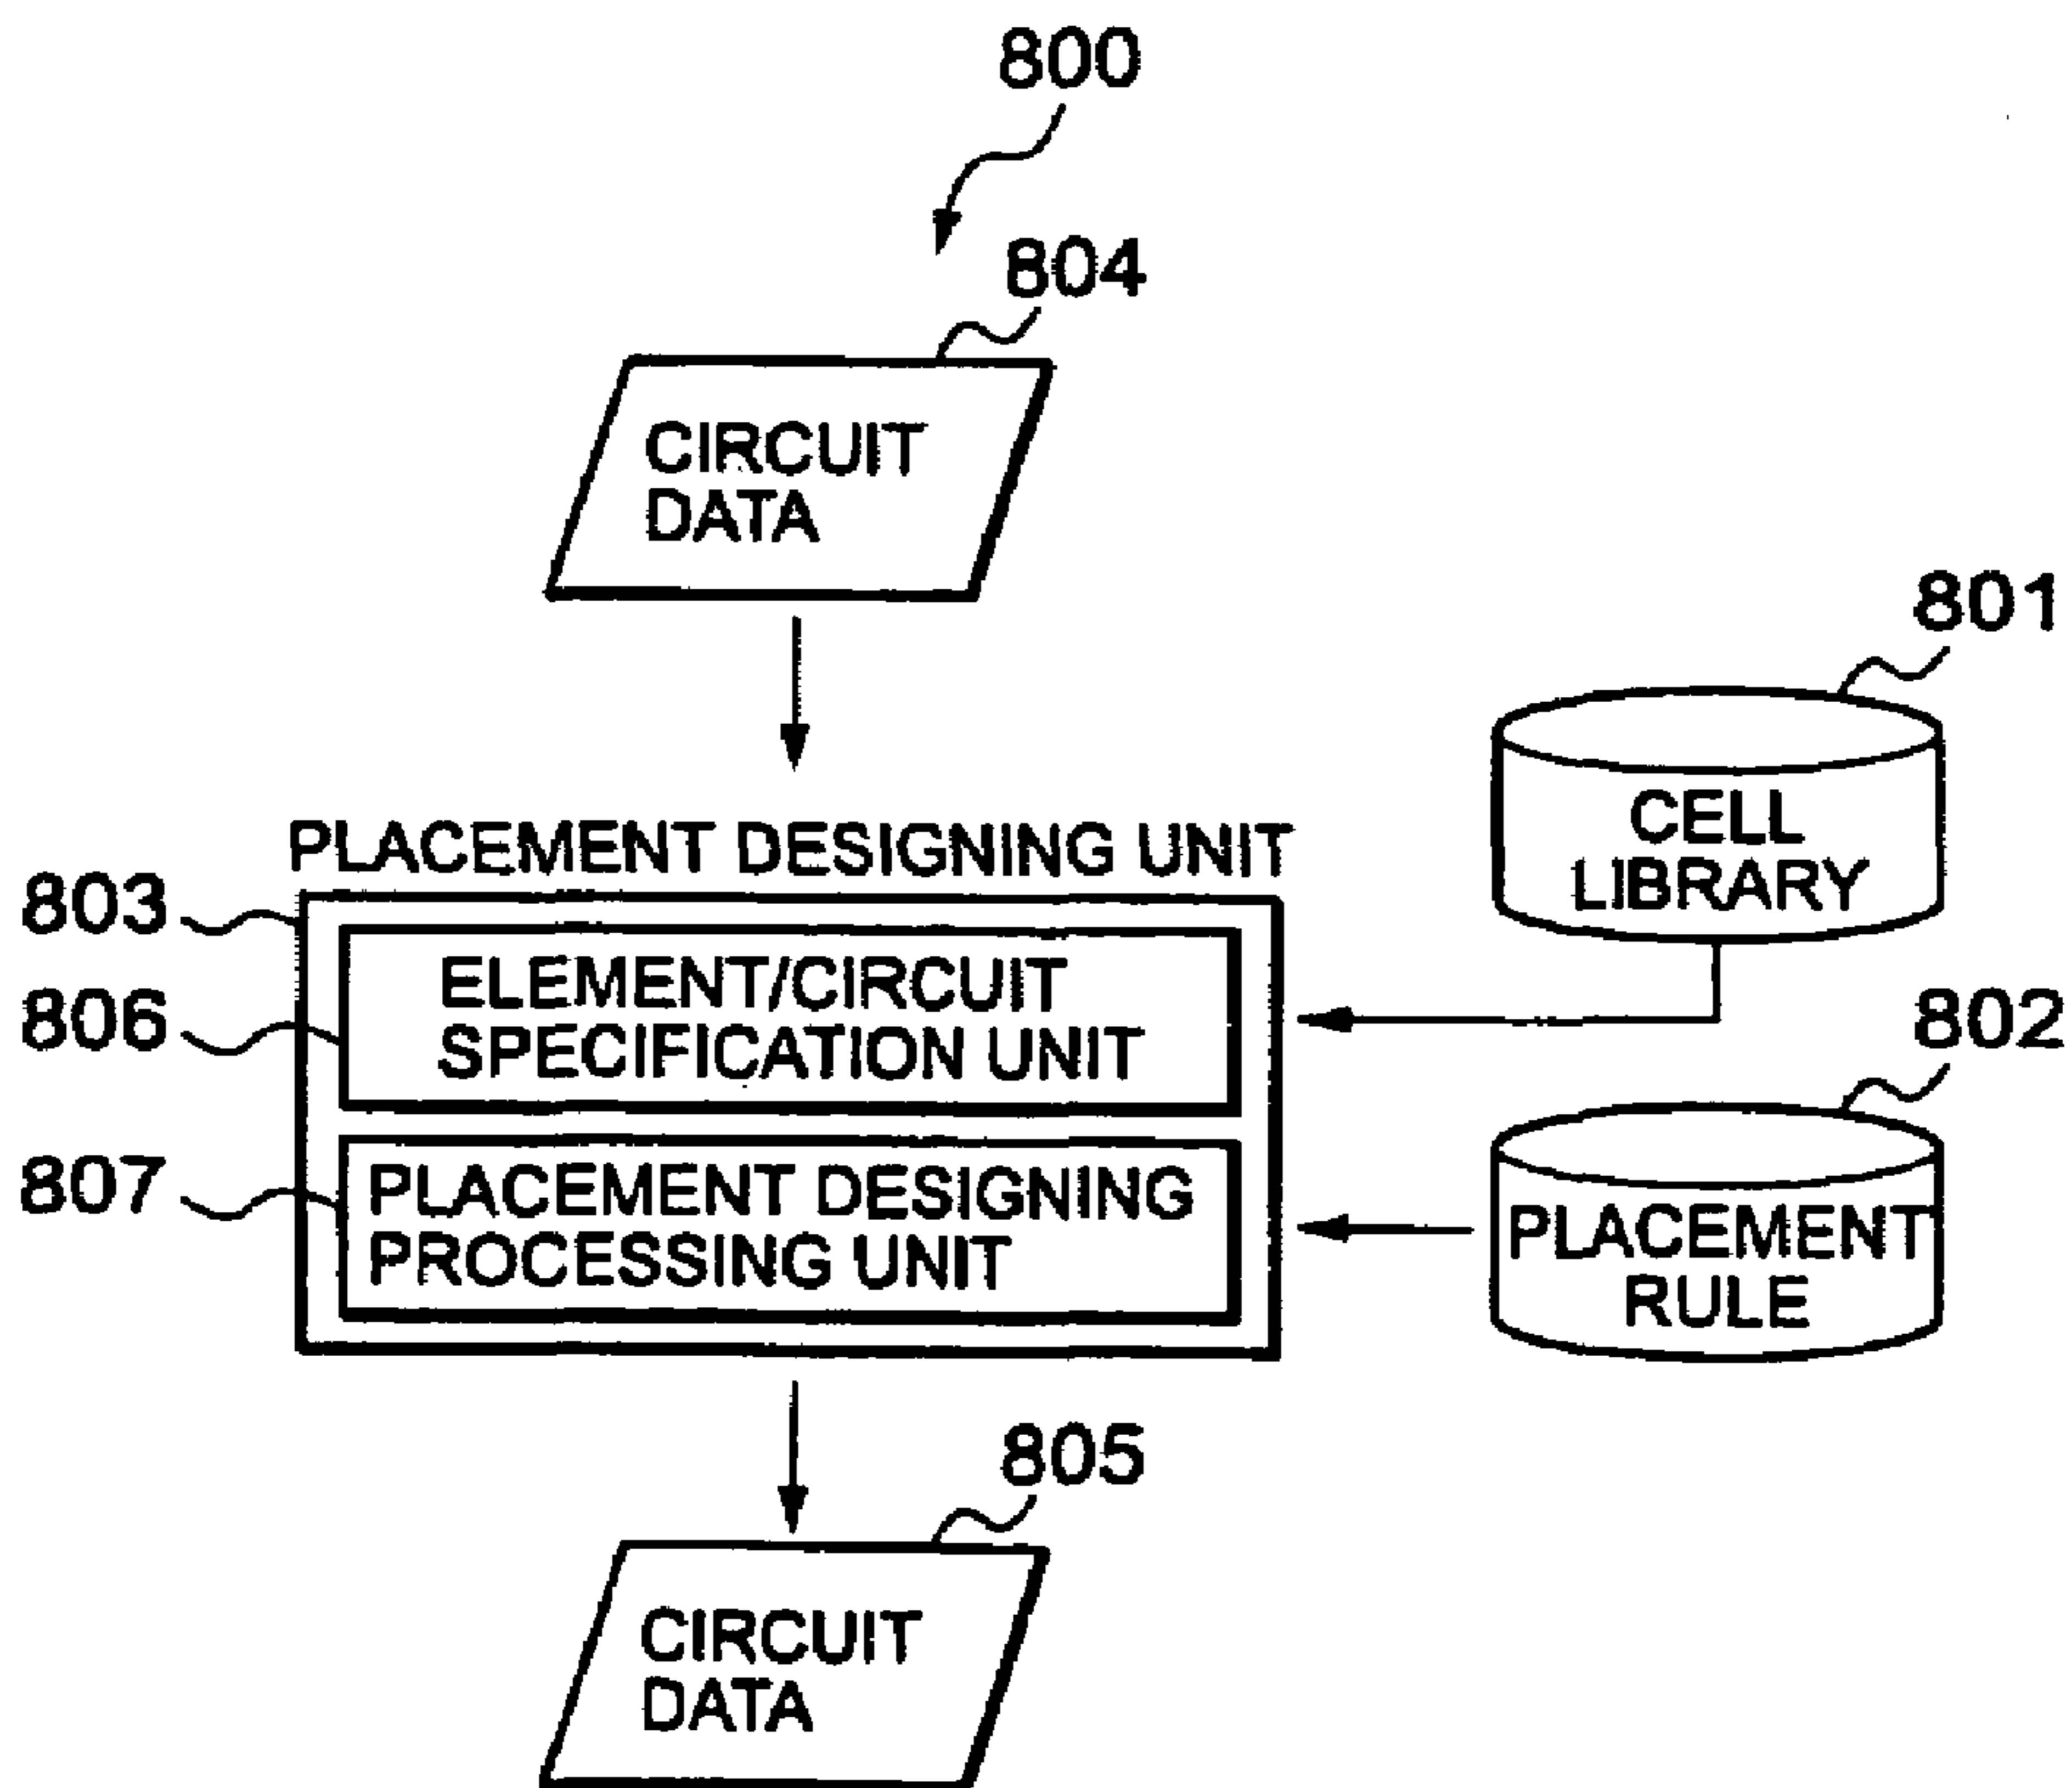 800
804
CIRCUIT
DATA
801
CELL
LIBRARY
PLACEMENT DESIGNING UNIT
803
ELEMENT/CIRCUIT
SPECIFICATION UNIT
806
802
807
PLACEMENT DESIGNING
PROCESSING UNIT
PLACEMENT
RULE
805
CIRCUIT
DATA